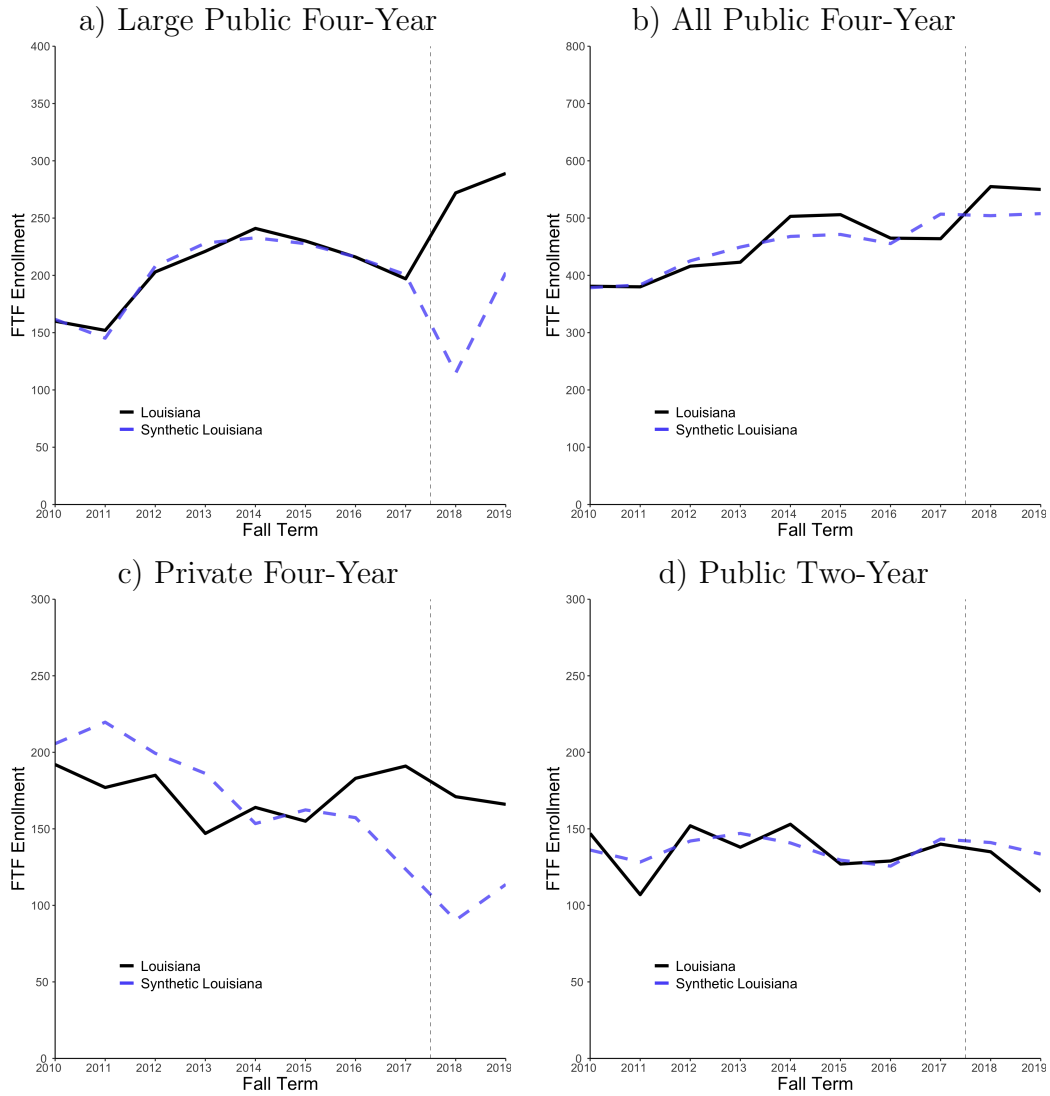 a) Large Public Four-Year
400
350
300
250
200
150
100
50
0
FTF Enrollment
Louisiana
Synthetic Louisiana
2010 2011 2012 2013 2014 2015 2016 2017 2018 2019
Fall Term
b) All Public Four-Year
800
700
600
500
400
300
200
100
0
FTF Enrollment
Louisiana
Synthetic Louisiana
2010 2011 2012 2013 2014 2015 2016 2017 2018 2019
Fall Term
c) Private Four-Year
300
250
200
150
100
50
0
FTF Enrollment
Louisiana
Synthetic Louisiana
2010 2011 2012 2013 2014 2015 2016 2017 2018 2019
Fall Term
d) Public Two-Year
300
250
200
150
100
50
0
FTF Enrollment
Louisiana
Synthetic Louisiana
2010 2011 2012 2013 2014 2015 2016 2017 2018 2019
Fall Term